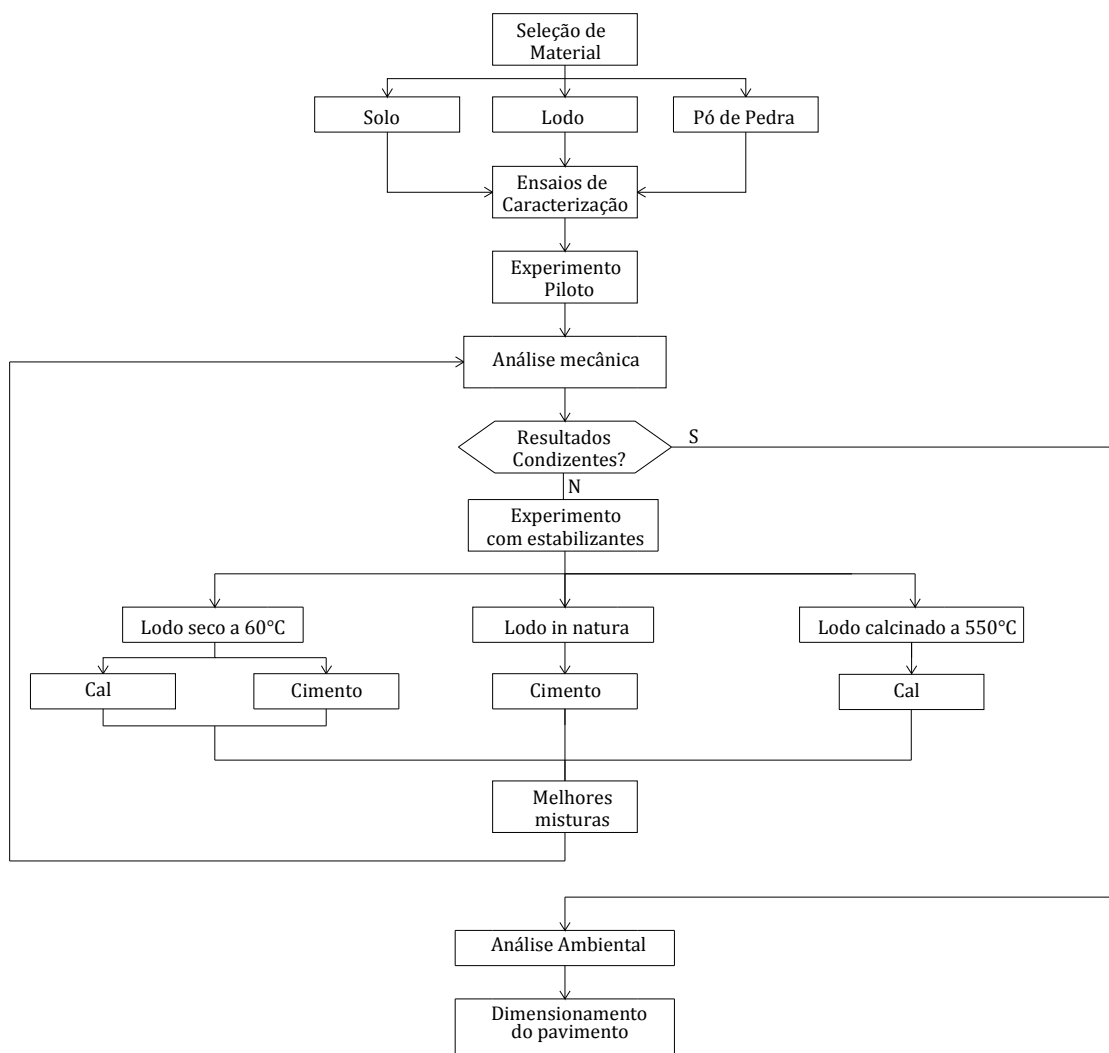 Seleção de
Material
Solo
Lodo
Pó de Pedra
Ensaios de
Caracterização
Experimento
Piloto
Análise mecânica
Resultados
Condizentes?
S
N
Experimento
com estabilizantes
Lodo seco a 60°C
Lodo in natura
Lodo calcinado a 550°C
Cal
Cimento
Cimento
Cal
Melhores
misturas
Análise Ambiental
Dimensionamento
do pavimento